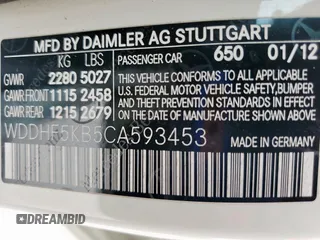 MFD BY DAIMLER AG STUTTGART
KG LBS PASSENGER CAR 650 01/12
GVWR 2280 5027
GAWR FRONT 1115 2458
GAWR REAR 1215 2679
THIS VEHICLE CONFORMS TO ALL APPLICABLE
U.S. FEDERAL MOTOR VEHICLE SAFETY, BUMPER
AND THEFT PREVENTION STANDARDS IN EFFECT
ON THE DATE OF MANUFACTURE SHOWN ABOVE.
WDDHF5KB5CA593453
MADE IN GERMANY
DREAMBID